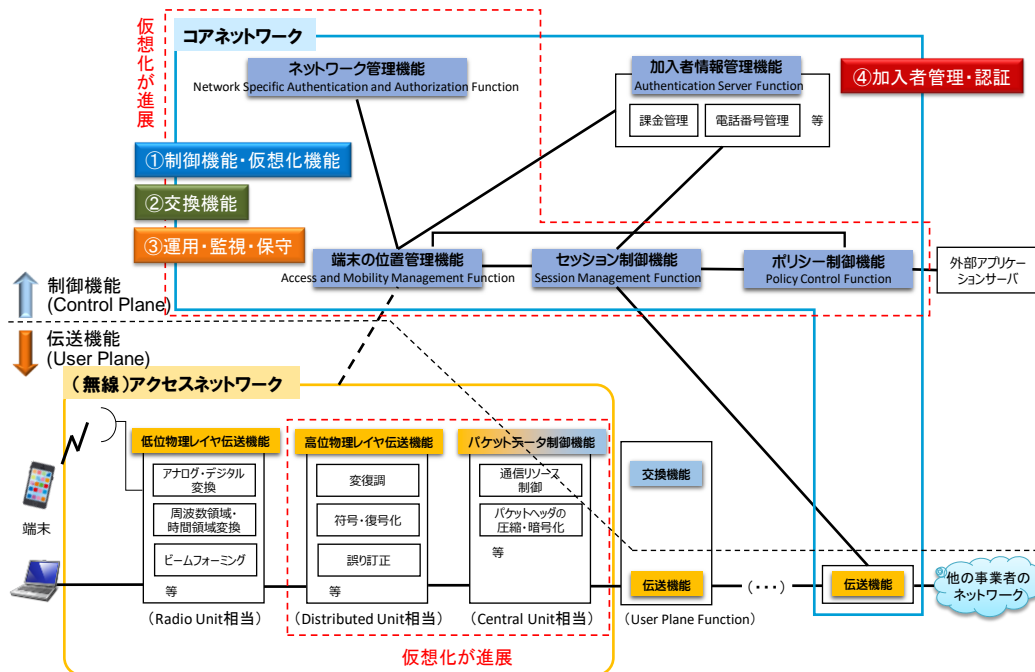 仮想化が進展
コアネットワーク
ネットワーク管理機能
Network Specific Authentication and Authorization Function
加入者情報管理機能
Authentication Server Function
課金管理
電話番号管理
等
④加入者管理・認証
①制御機能・仮想化機能
②交換機能
③運用・監視・保守
端末の位置管理機能
Access and Mobility Management Function
セッション制御機能
Session Management Function
ポリシー制御機能
Policy Control Function
外部アプリケー
ションサーバ
制御機能
(Control Plane)
伝送機能
(User Plane)
（無線）アクセスネットワーク
低位物理レイヤ伝送機能
アナログ・デジタル
変換
周波数領域・
時間領域変換
ビームフォーミング
等
（Radio Unit相当）
高位物理レイヤ伝送機能
変復調
符号・復号化
誤り訂正
等
（Distributed Unit相当）
パケットデータ制御機能
通信リソース
制御
パケットヘッダの
圧縮・暗号化
等
（Central Unit相当）
交換機能
伝送機能
（User Plane Function）
（･･･）
伝送機能
他の事業者の
ネットワーク
端末
仮想化が進展